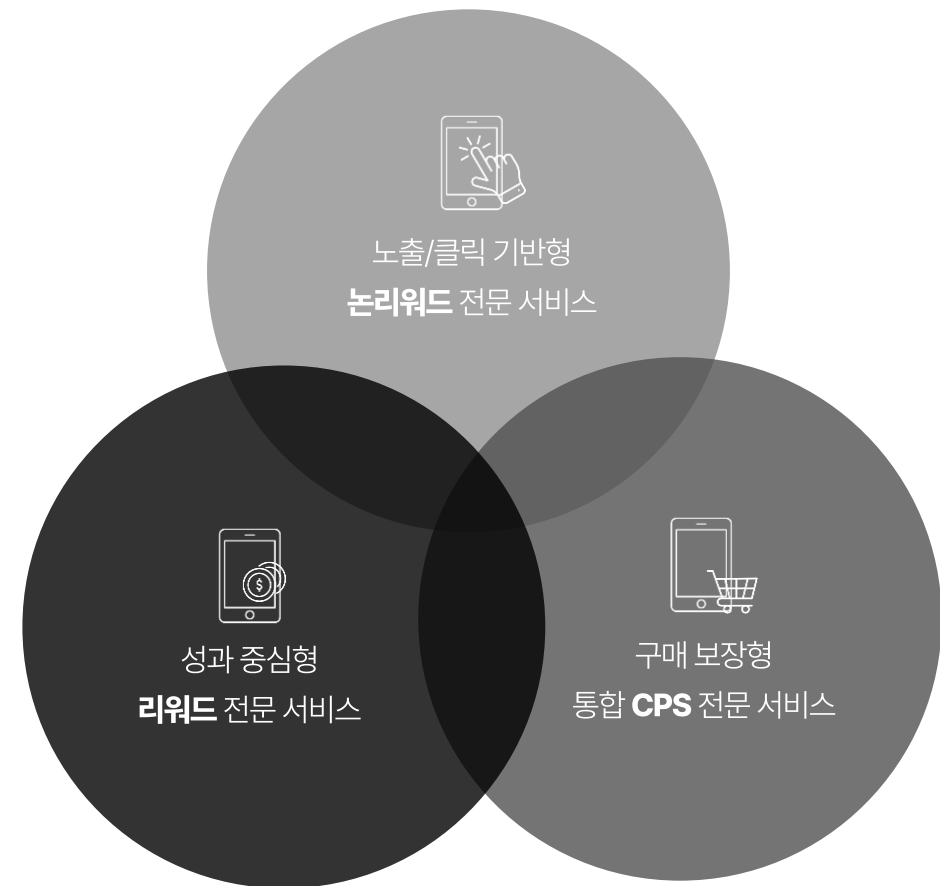 노출/클릭 기반형
논리워드 전문 서비스
$
성과 중심형
리워드 전문 서비스
구매 보장형
통합 CPS 전문 서비스